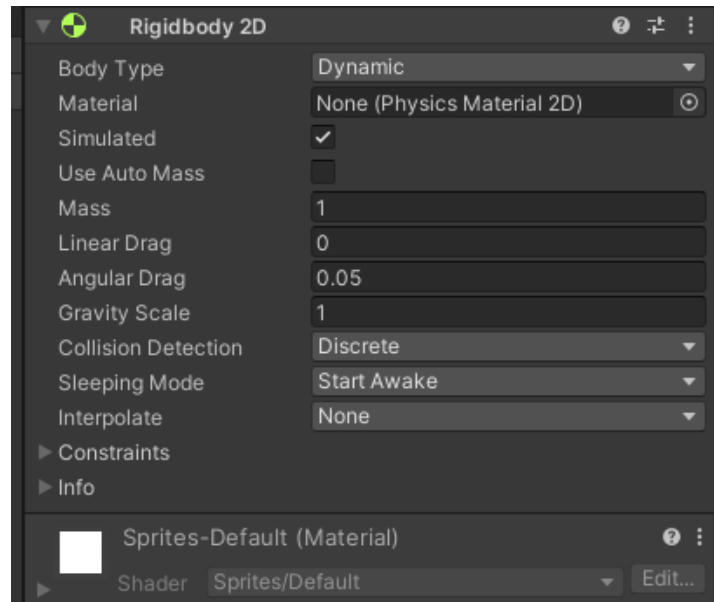 Rigidbody 2D
Body Type Dynamic
Material None (Physics Material 2D)
Simulated
Use Auto Mass
Mass 1
Linear Drag 0
Angular Drag 0.05
Gravity Scale 1
Collision Detection Discrete
Sleeping Mode Start Awake
Interpolate None
Constraints
Info
Sprites-Default (Material)
Shader Sprites/Default Edit...